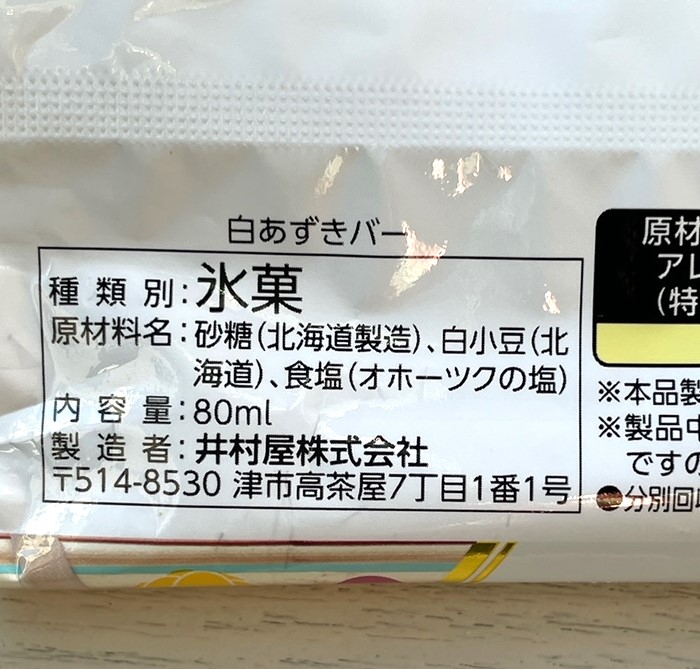 白あずきバー
種類別:氷菓
原材料名:砂糖(北海道製造)、白小豆(北
海道)、食塩(オホーツクの塩)
内容量:80ml
製造者:井村屋株式会社
〒514-8530 津市高茶屋7丁目1番1号
原材
アレ
(特
※本品製
※製品中
ですの
●分別回収